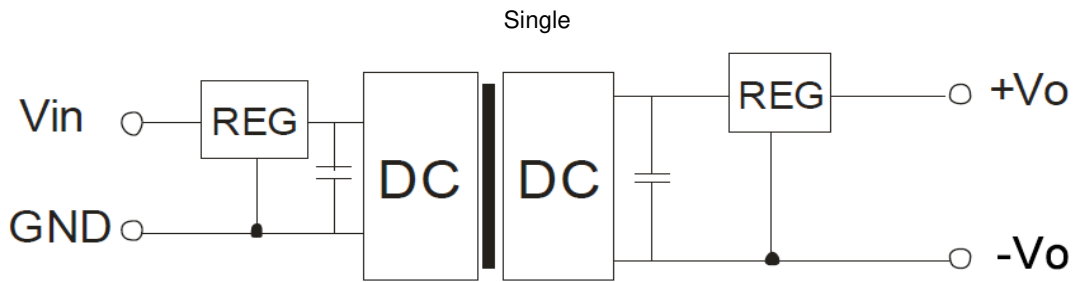 Single
Vin
REG
DC
DC
REG
+Vo
GND
-Vo